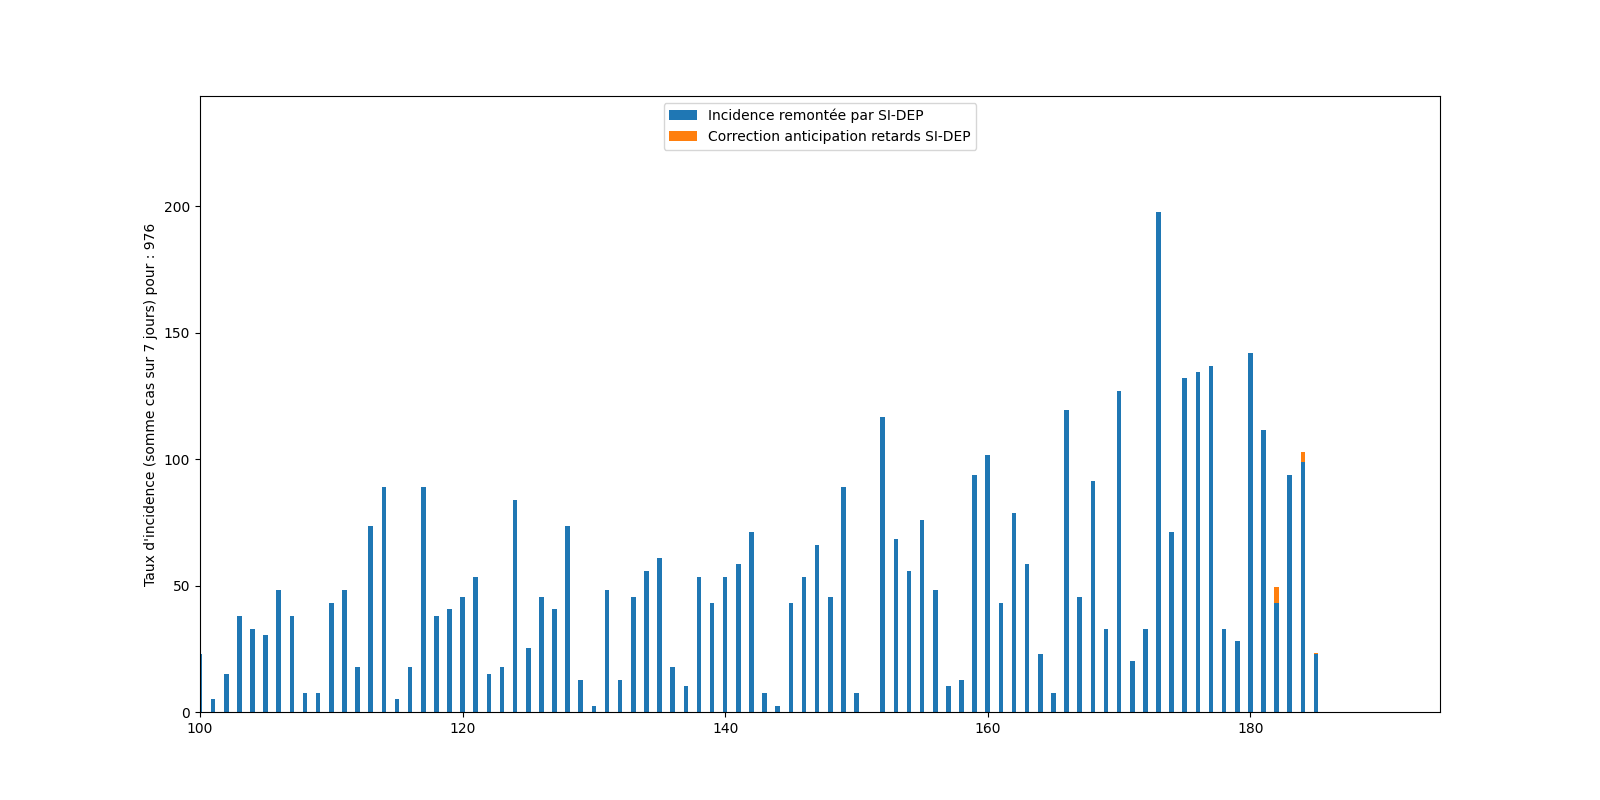 Incidence remontée par SI-DEP
Correction anticipation retards SI-DEP
Taux d'incidence (somme cas sur 7 jours) pour : 976
200
150
100
50
0
100 120 140 160 180